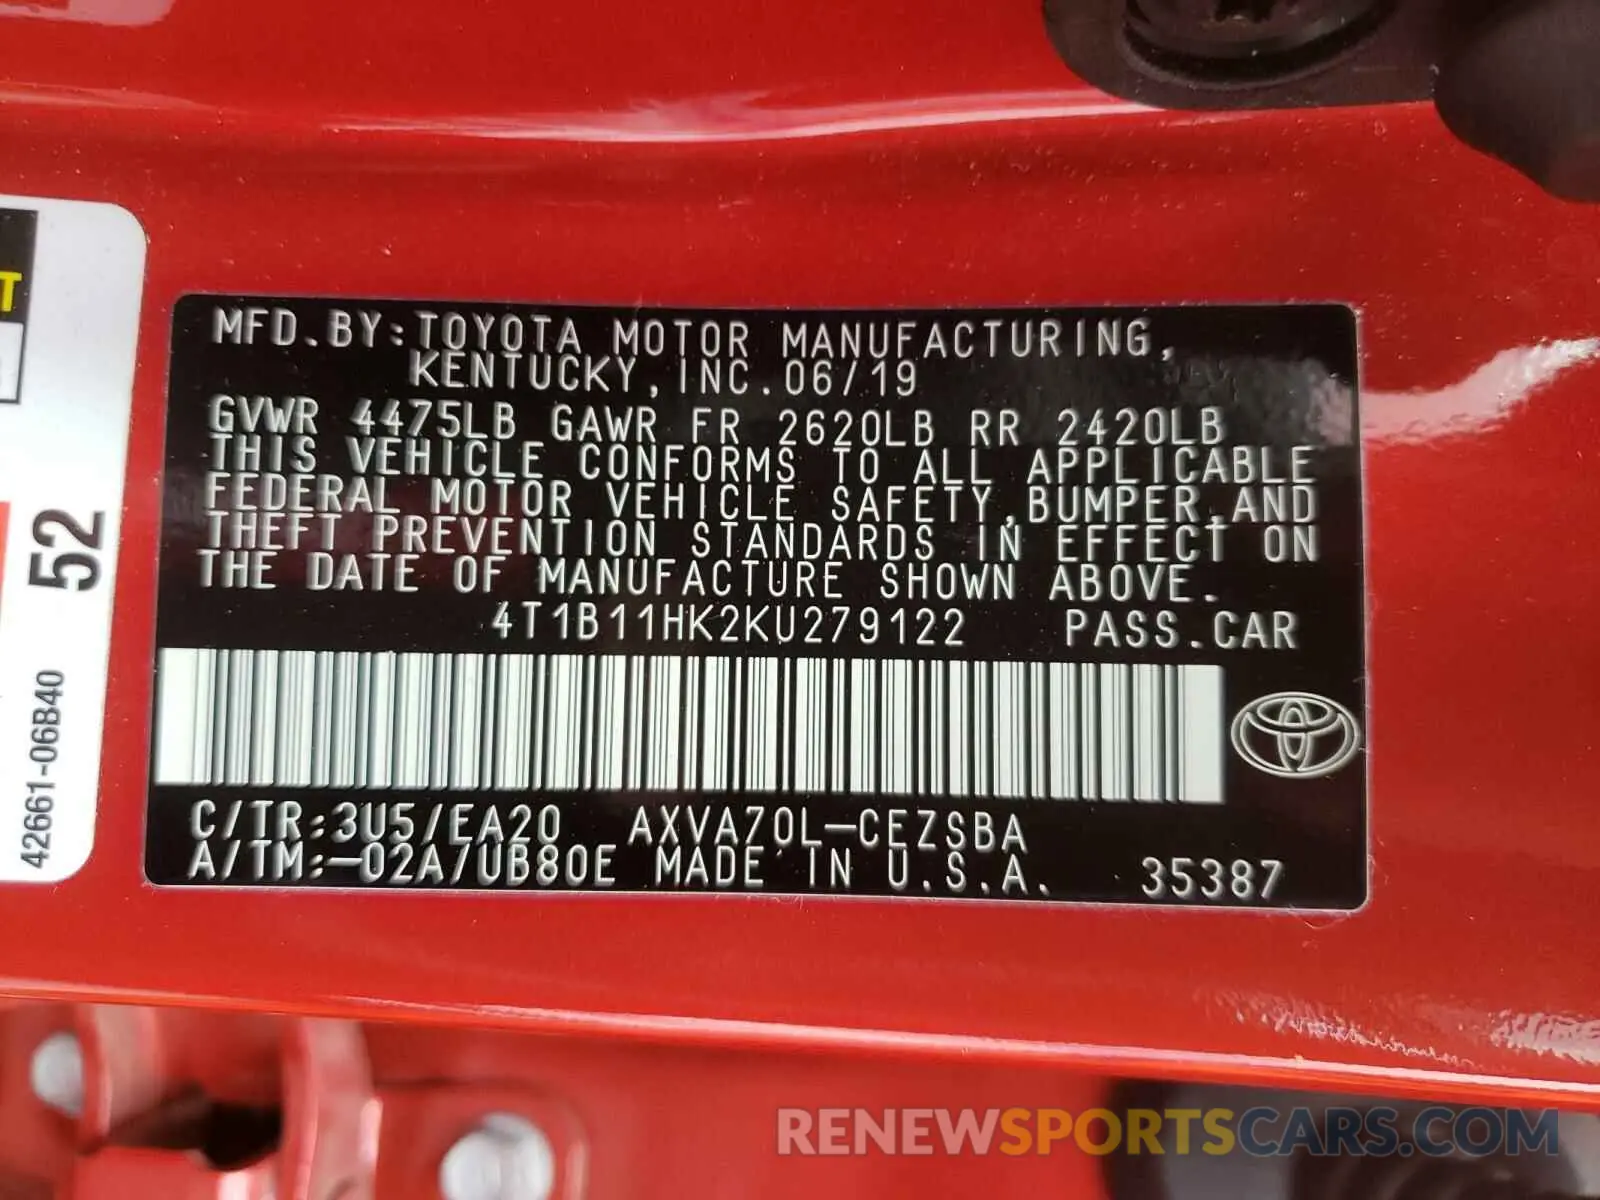 T
52
42661-06B40
MFD.BY:TOYOTA MOTOR MANUFACTURING,
KENTUCKY,INC.06/19
GVWR 4475LB GAWR FR 2620LB RR 2420LB
THIS VEHICLE CONFORMS TO ALL APPLICABLE
FEDERAL MOTOR VEHICLE SAFETY,BUMPER,AND
THEFT PREVENTION STANDARDS IN EFFECT ON
THE DATE OF MANUFACTURE SHOWN ABOVE.
4T1B11HK2KU279122 PASS.CAR
C/TR:3U5/EA20 AXVA70L-CEZSBA
A/TM:-02A/UB80E MADE IN U.S.A. 35387
RENEWSPORTSCARS.COM